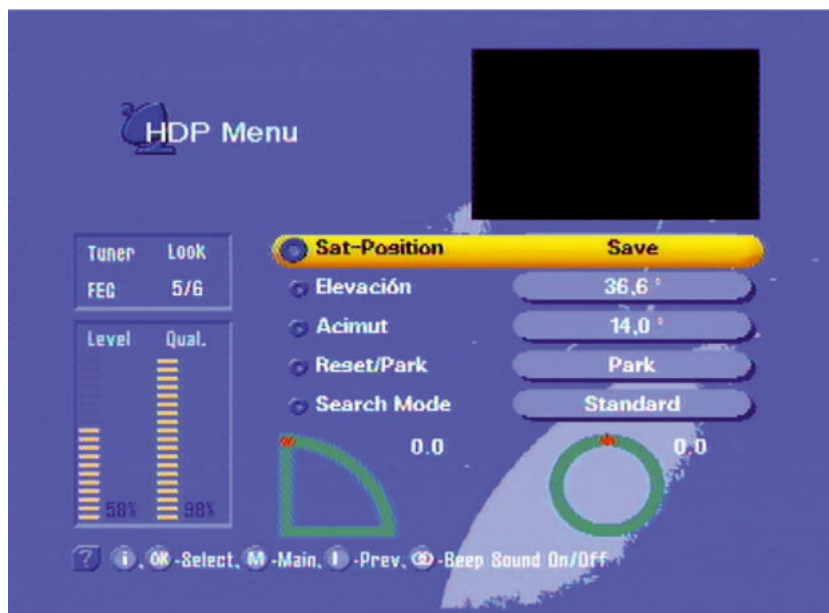 HDP Menu
Tuner Look
FEC 5/6
Level Qual.
58% 98%
Sat-Position Save
Elevación 36,6 °
Acimut 14,0 °
Reset/Park Park
Search Mode Standard
0.0 0.0
? i, OK-Select, M-Main, I-Prev, -Beep Sound On/Off